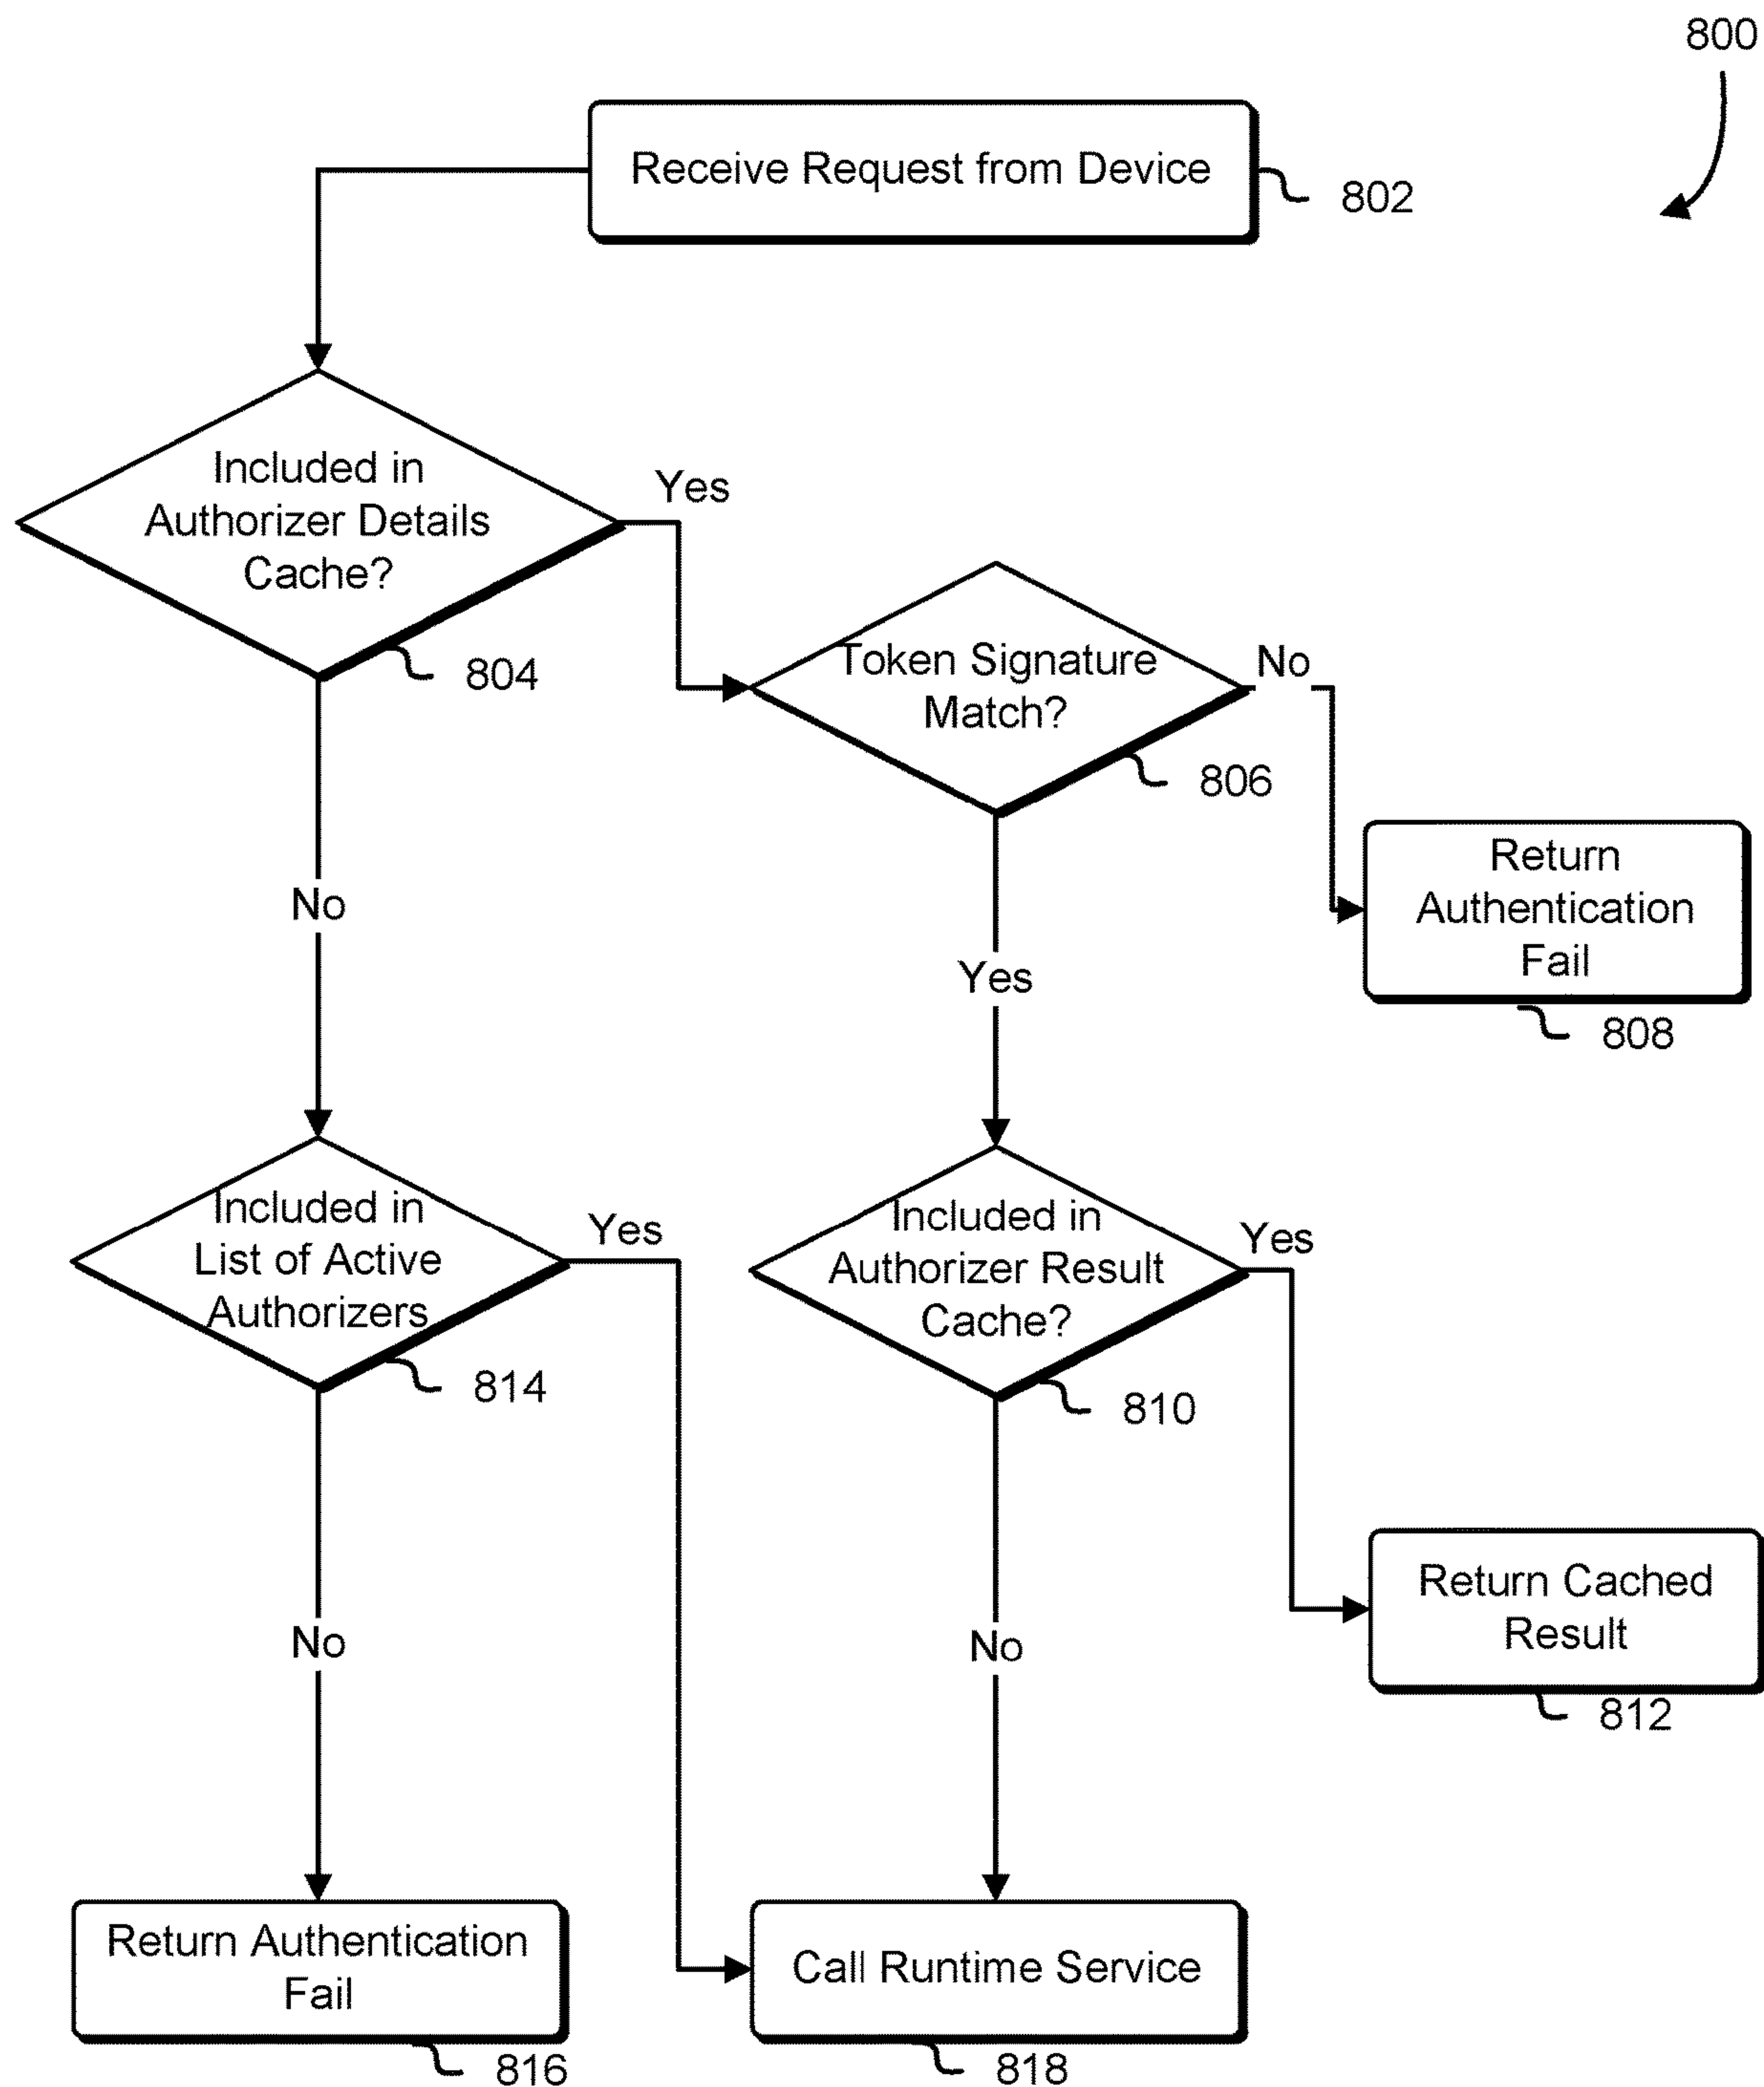 800
Receive Request from Device
802
Included in
Authorizer Details
Cache?
804
Yes
Token Signature
Match?
806
No
Return
Authentication
Fail
808
No
Yes
Included in
List of Active
Authorizers
814
Yes
Included in
Authorizer Result
Cache?
810
Yes
Return Cached
Result
812
No
No
Return Authentication
Fail
816
Call Runtime Service
818